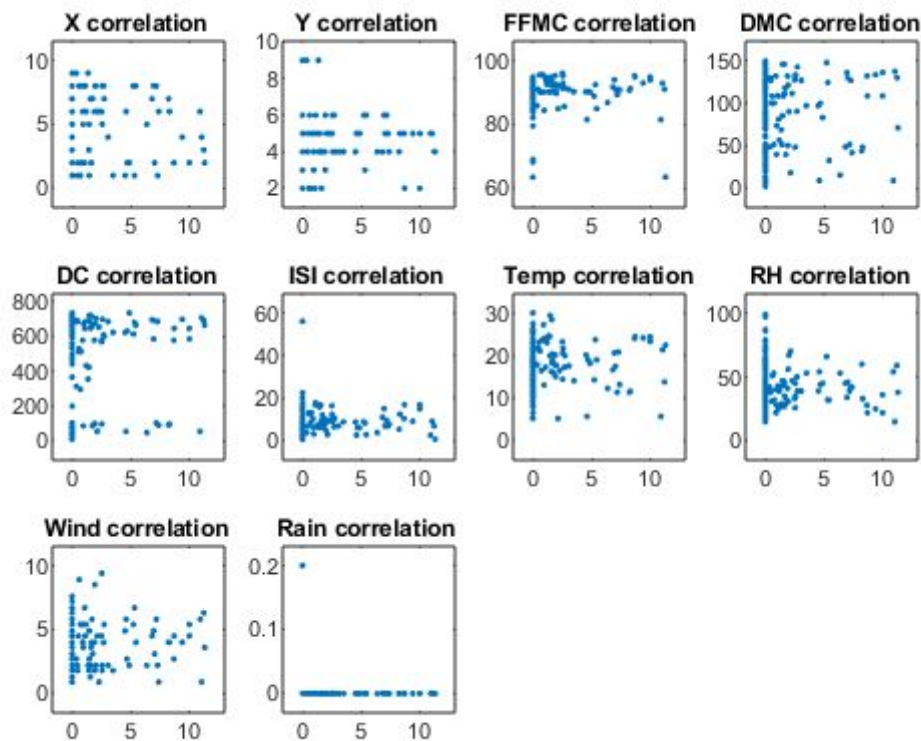 X correlation
10
5
0
0 5 10
Y correlation
10
8
6
4
2
0 5 10
FFMC correlation
100
80
60
0 5 10
DMC correlation
150
100
50
0
0 5 10
DC correlation
800
600
400
200
0
0 5 10
ISI correlation
60
40
20
0
0 5 10
Temp correlation
30
20
10
0
0 5 10
RH correlation
100
50
0
0 5 10
Wind correlation
10
5
0
0 5 10
Rain correlation
0.2
0.1
0
0 5 10